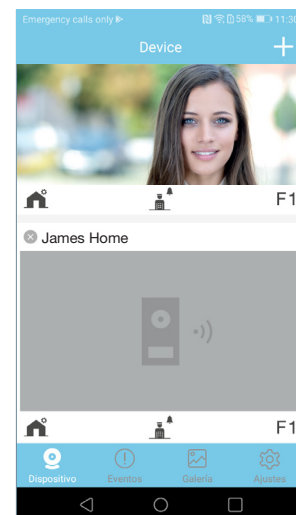 Emergency calls only 58% 11:30
Device
F1
James Home
F1
Dispositivo Eventos Galería Ajustes